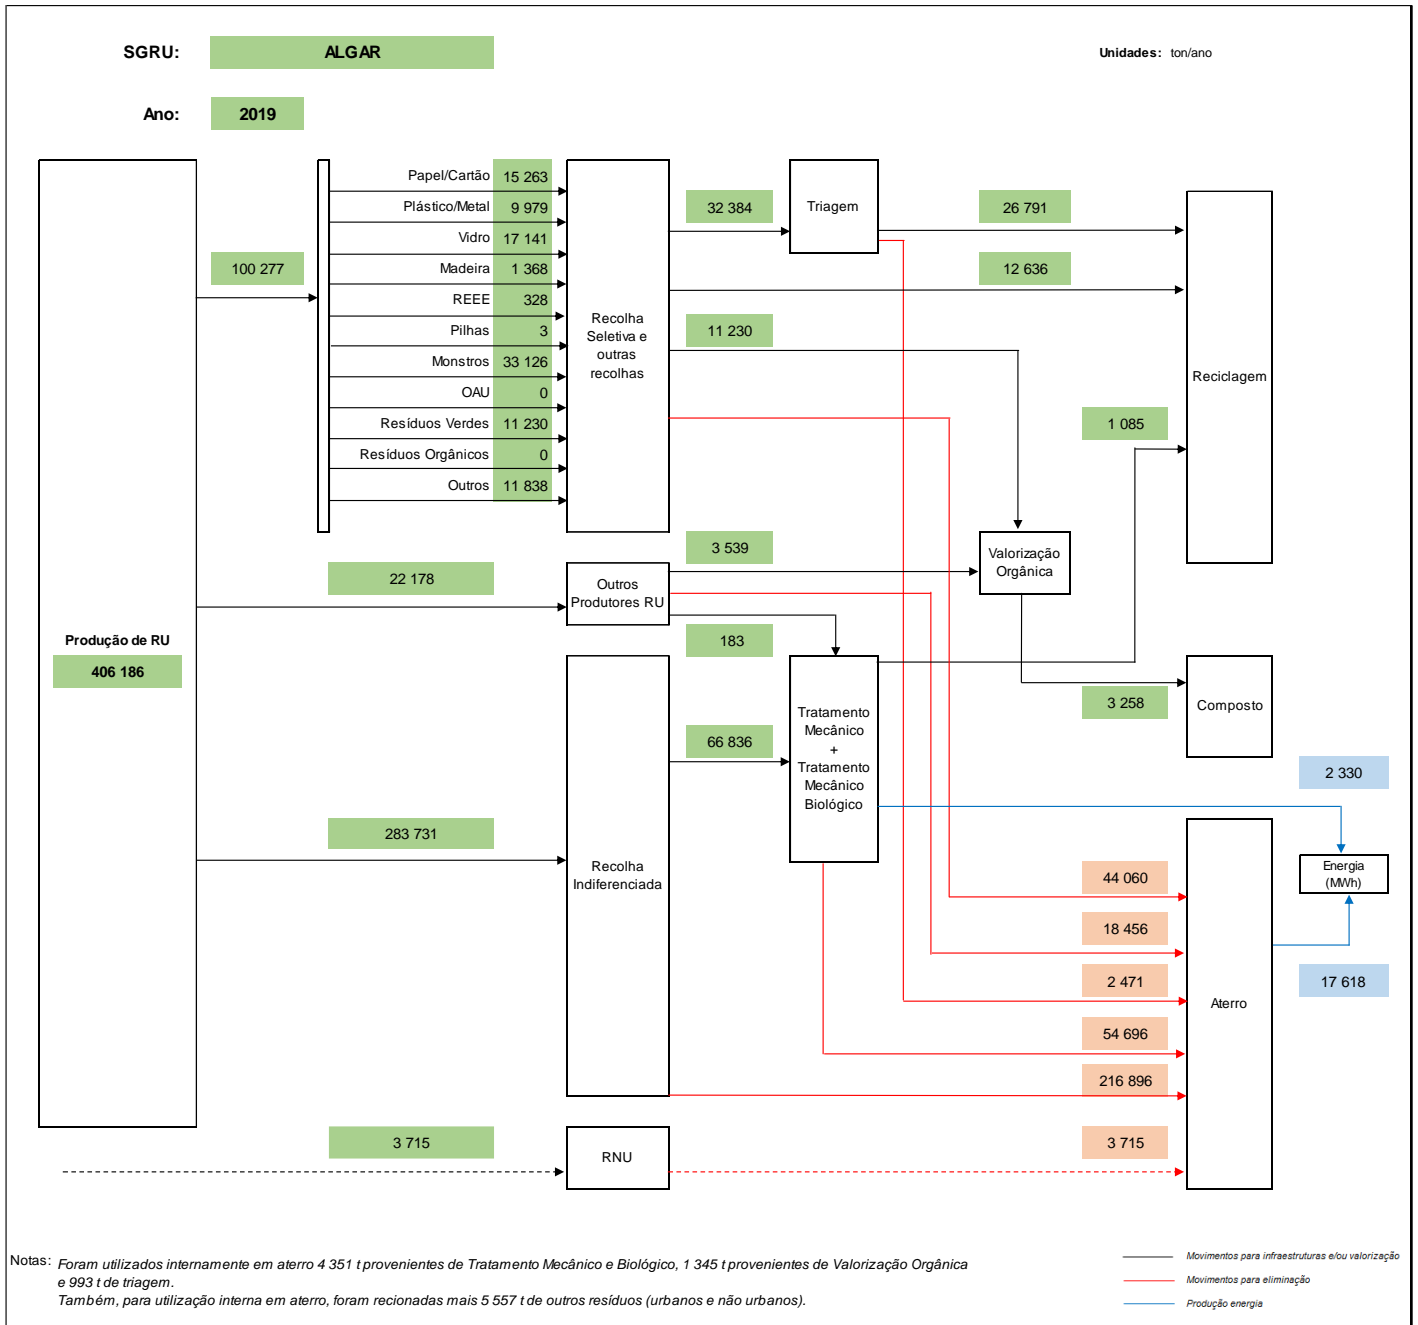 SGRU: ALGAR
Unidades: ton/ano
Ano: 2019
Papel/Cartão 15 263
Plástico/Metal 9 979
Vidro 17 141
Madeira 1 368
REEE 328
Pilhas 3
Monstros 33 126
OAU 0
Resíduos Verdes 11 230
Resíduos Orgânicos 0
Outros 11 838
100 277
Recolha
Seletiva e
outras
recolhas
32 384
Triagem
26 791
12 636
11 230
Reciclagem
1 085
3 539
Valorização
Orgânica
22 178
Outros
Produtores RU
183
Produção de RU
406 186
Tratamento
Mecânico
+
Tratamento
Mecânico
Biológico
66 836
3 258
Composto
2 330
283 731
Recolha
Indiferenciada
Energia
(MWh)
44 060
18 456
2 471
17 618
Aterro
54 696
216 896
3 715
RNU
3 715
Notas: Foram utilizados internamente em aterro 4 351 t provenientes de Tratamento Mecânico e Biológico, 1 345 t provenientes de Valorização Orgânica
e 993 t de triagem.
Também, para utilização interna em aterro, foram recionadas mais 5 557 t de outros resíduos (urbanos e não urbanos).
Movimentos para infraestruturas e/ou valorização
Movimentos para eliminação
Produção energia